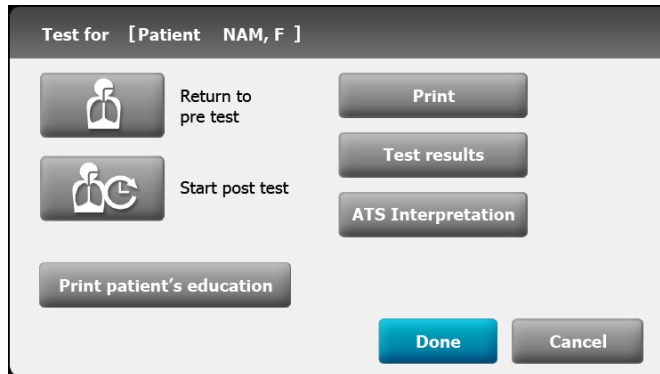 Test for [Patient NAM, F ]
Return to
pre test
Print
Start post test
Test results
ATS Interpretation
Print patient’s education
Done
Cancel